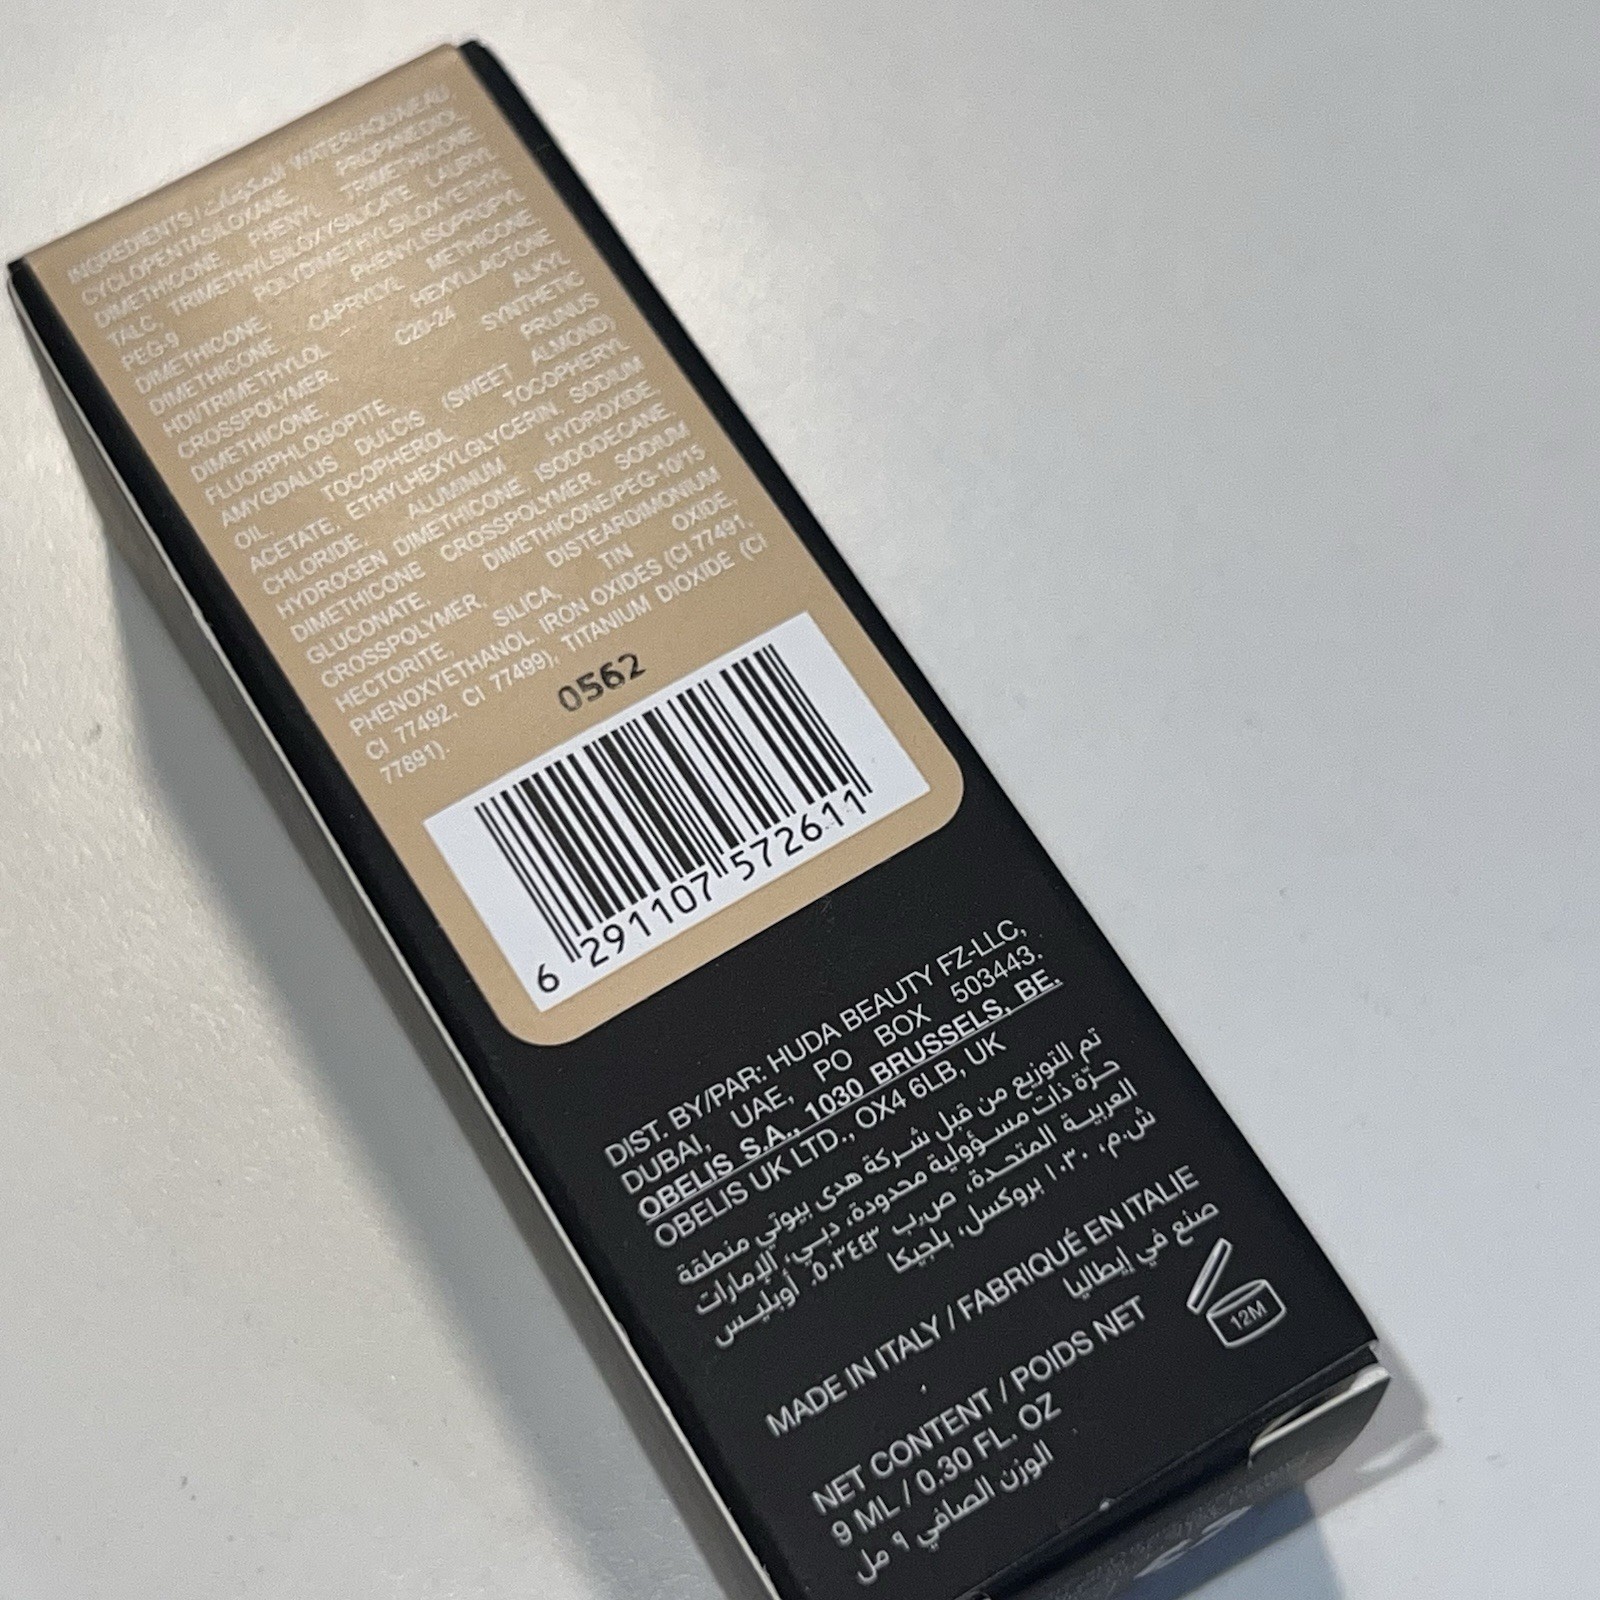 INGREDIENTS / المكونات: WATER/AQUA/EAU,
CYCLOPENTASILOXANE, PROPANEDIOL,
DIMETHICONE, PHENYL TRIMETHICONE,
TALC, TRIMETHYLSILOXYSILICATE, LAURYL
PEG-9 POLYDIMETHYLSILOXYETHYL
DIMETHICONE, PHENYLISOPROPYL
DIMETHICONE, CAPRYLYL METHICONE,
HDI/TRIMETHYLOL HEXYLLACTONE
CROSSPOLYMER, C20-24 ALKYL
DIMETHICONE, SYNTHETIC
FLUORPHLOGOPITE, PRUNUS
AMYGDALUS DULCIS (SWEET ALMOND)
OIL, TOCOPHEROL, TOCOPHERYL
ACETATE, ETHYLHEXYLGLYCERIN, SODIUM
CHLORIDE, ALUMINUM HYDROXIDE,
HYDROGEN DIMETHICONE, ISODODECANE,
DIMETHICONE CROSSPOLYMER, SODIUM
GLUCONATE, DIMETHICONE/PEG-10/15
CROSSPOLYMER, DISTEARDIMONIUM
HECTORITE, SILICA, TIN OXIDE,
PHENOXYETHANOL, IRON OXIDES (CI 77491,
CI 77492, CI 77499), TITANIUM DIOXIDE (CI
77891).
0562
6 291107 572611
DIST. BY/PAR: HUDA BEAUTY FZ-LLC,
DUBAI, UAE, PO BOX 503443.
OBELIS S.A., 1030 BRUSSELS, BE.
OBELIS UK LTD., OX4 6LB, UK
تم التوزيع من قبل شركة هدى بيوتي منطقة
حرّة ذات مسؤولية محدودة، دبي، الإمارات
العربية المتحدة، ص.ب ٥٠٣٤٤٣. أوبليس
ش.م.، ١٠٣٠ بروكسل، بلجيكا
MADE IN ITALY / FABRIQUÉ EN ITALIE
صنع في إيطاليا
12M
NET CONTENT / POIDS NET
9 ML / 0.30 FL. OZ
الوزن الصافي ٩ مل